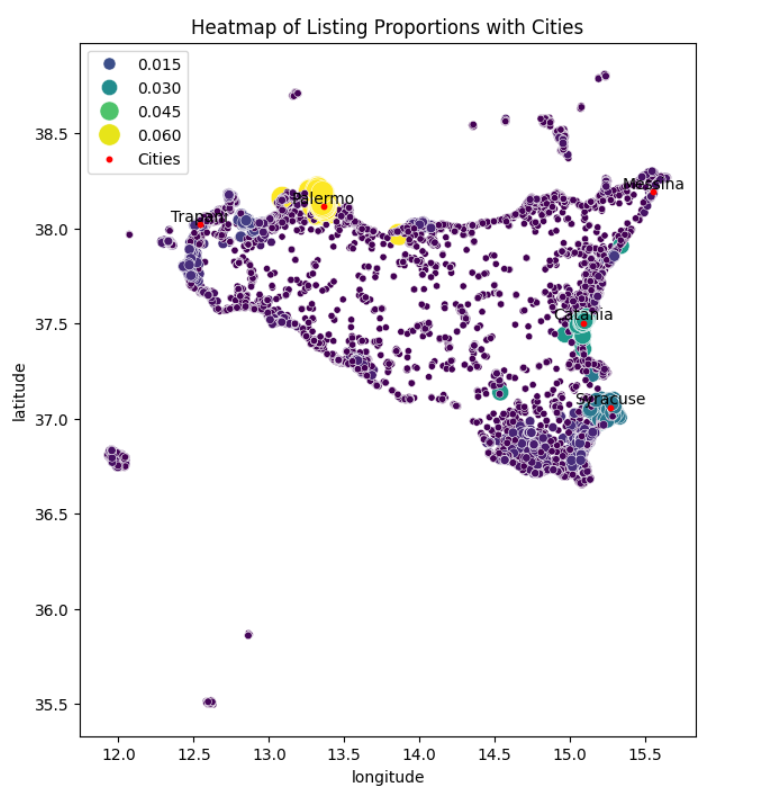 Heatmap of Listing Proportions with Cities
0.015
0.030
0.045
0.060
Cities
38.5
38.0
37.5
37.0
36.5
36.0
35.5
latitude
Messina
Palermo
Trapani
Catania
Syracuse
12.0 12.5 13.0 13.5 14.0 14.5 15.0 15.5
longitude